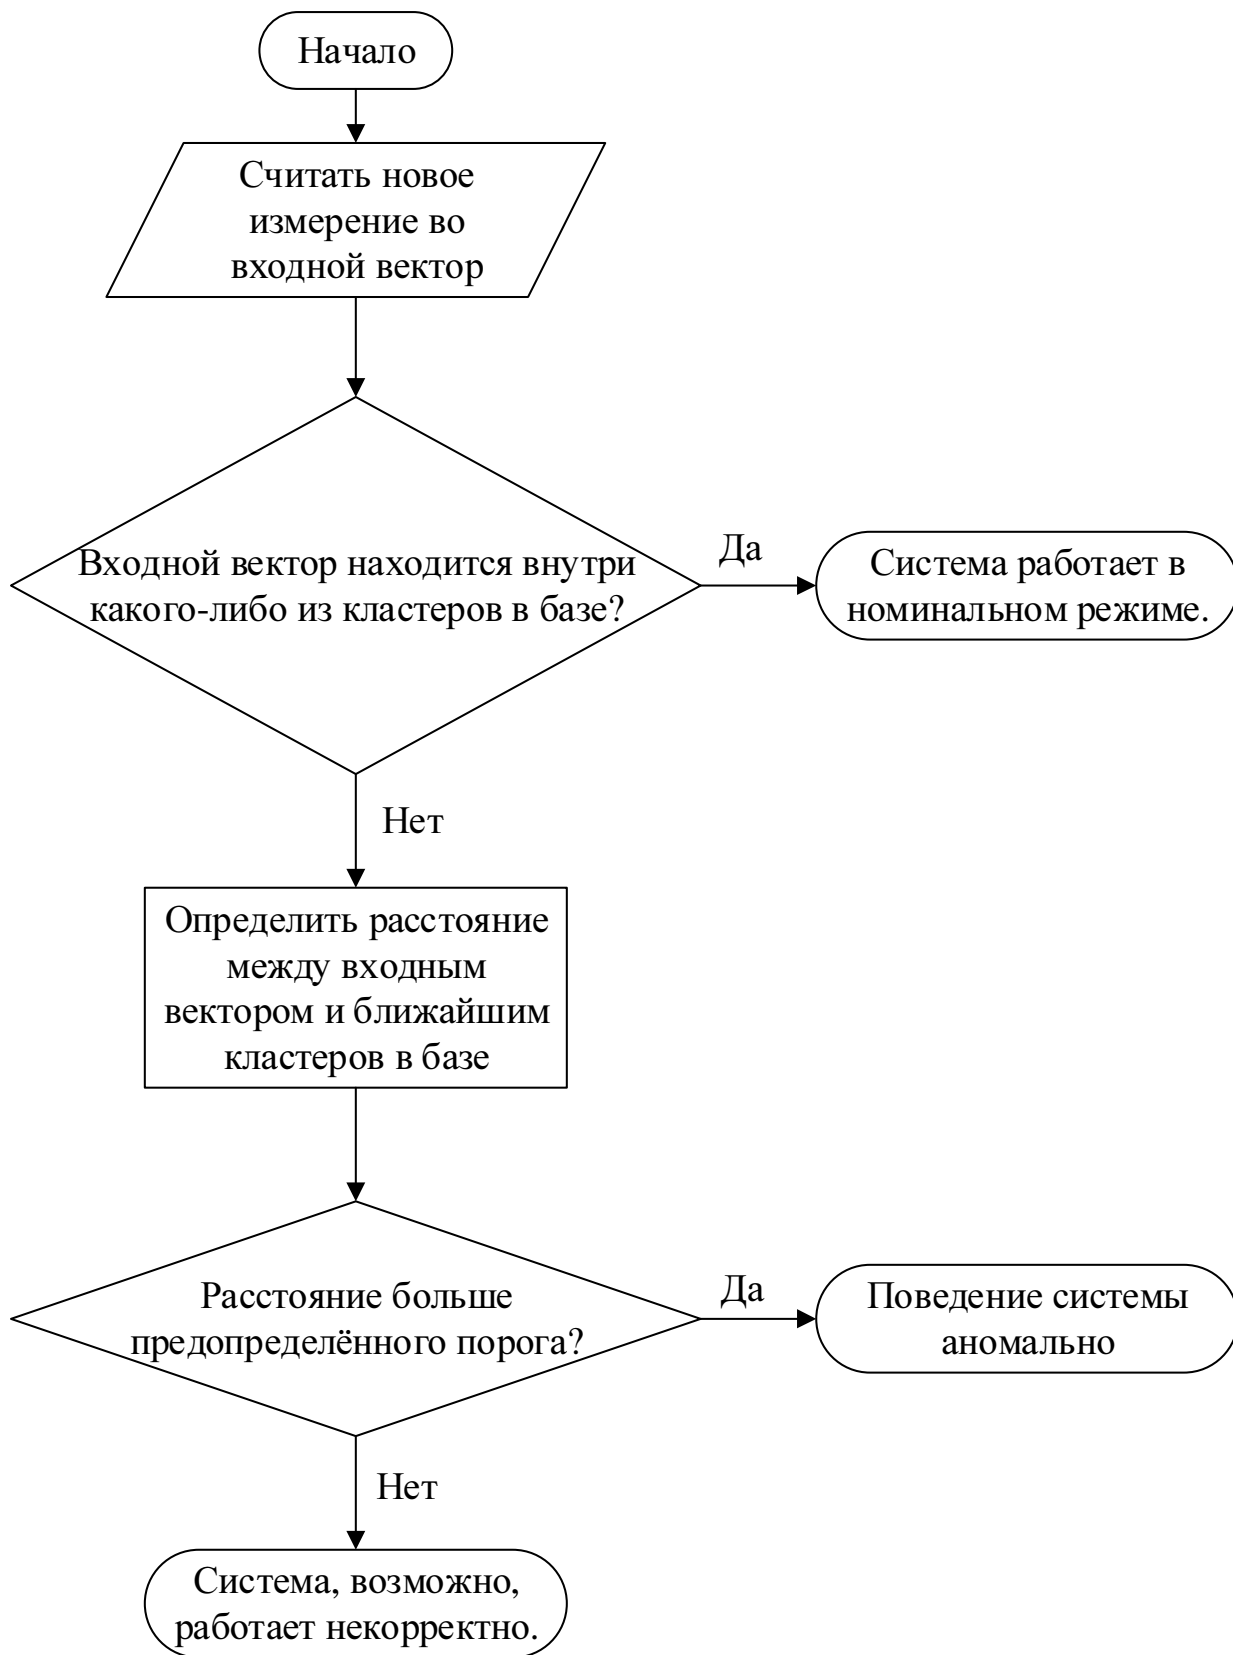 Начало
Считать новое
измерение во
входной вектор
Входной вектор находится внутри
какого-либо из кластеров в базе?
Да
Система работает в
номинальном режиме.
Нет
Определить расстояние
между входным
вектором и ближайшим
кластеров в базе
Расстояние больше
предопределённого порога?
Да
Поведение системы
аномально
Нет
Система, возможно,
работает некорректно.